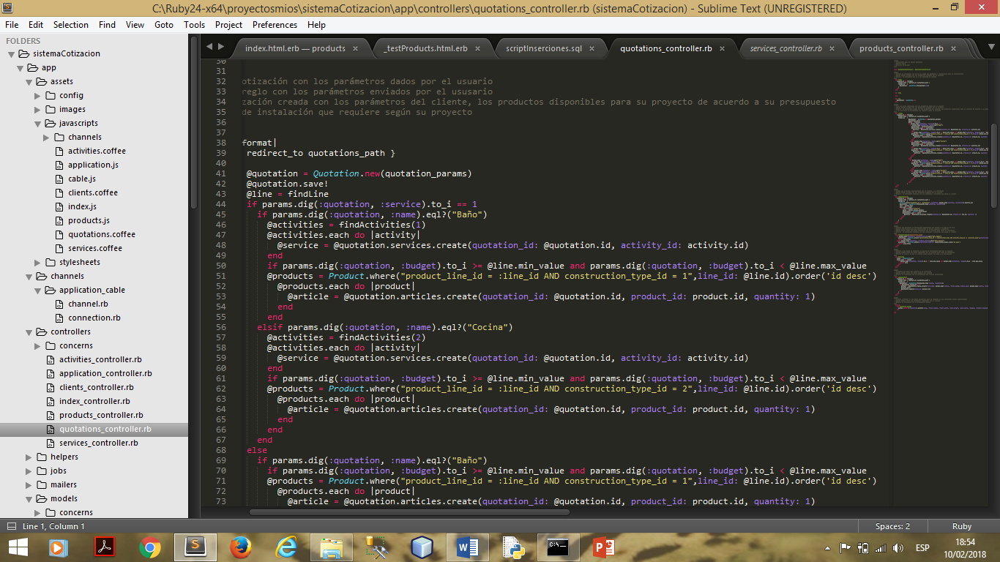 C:\Ruby24-x64\proyectosmios\sistemaCotizacion\app\controllers\quotations_controller.rb (sistemaCotizacion) - Sublime Text (UNREGISTERED)
File Edit Selection Find View Goto Tools Project Preferences Help
FOLDERS
sistemaCotizacion
app
assets
config
images
javascripts
channels
activities.coffee
application.js
cable.js
clients.coffee
index.js
products.js
quotations.coffee
services.coffee
stylesheets
channels
application_cable
channel.rb
connection.rb
controllers
concerns
activities_controller.rb
application_controller.rb
clients_controller.rb
index_controller.rb
products_controller.rb
quotations_controller.rb
services_controller.rb
helpers
jobs
mailers
models
concerns
index.html.erb — products
_testProducts.html.erb
scriptInserciones.sql
quotations_controller.rb
services_controller.rb
products_controller.rb
30
31
32 otización con los parámetros dados por el usuario
33 reglo con los parámetros enviados por el ususario
34 zación creada con los parámetros del cliente, los productos disponibles para su proyecto de acuerdo a su presupuesto
35 de instalación que requiere según su proyecto
36
37
38 format|
39 redirect_to quotations_path }
40
41 @quotation = Quotation.new(quotation_params)
42 @quotation.save!
43 @line = findLine
44 if params.dig(:quotation, :service).to_i == 1
45 if params.dig(:quotation, :name).eql?("Baño")
46 @activities = findActivities(1)
47 @activities.each do |activity|
48 @service = @quotation.services.create(quotation_id: @quotation.id, activity_id: activity.id)
49 end
50 if params.dig(:quotation, :budget).to_i >= @line.min_value and params.dig(:quotation, :budget).to_i < @line.max_value
51 @products = Product.where("product_line_id = :line_id AND construction_type_id = 1",line_id: @line.id).order('id desc')
52 @products.each do |product|
53 @article = @quotation.articles.create(quotation_id: @quotation.id, product_id: product.id, quantity: 1)
54 end
55 end
56 elsif params.dig(:quotation, :name).eql?("Cocina")
57 @activities = findActivities(2)
58 @activities.each do |activity|
59 @service = @quotation.services.create(quotation_id: @quotation.id, activity_id: activity.id)
60 end
61 if params.dig(:quotation, :budget).to_i >= @line.min_value and params.dig(:quotation, :budget).to_i < @line.max_value
62 @products = Product.where("product_line_id = :line_id AND construction_type_id = 2",line_id: @line.id).order('id desc')
63 @products.each do |product|
64 @article = @quotation.articles.create(quotation_id: @quotation.id, product_id: product.id, quantity: 1)
65 end
66 end
67 end
68 else
69 if params.dig(:quotation, :name).eql?("Baño")
70 if params.dig(:quotation, :budget).to_i >= @line.min_value and params.dig(:quotation, :budget).to_i < @line.max_value
71 @products = Product.where("product_line_id = :line_id AND construction_type_id = 1",line_id: @line.id).order('id desc')
72 @products.each do |product|
73 @article = @quotation.articles.create(quotation_id: @quotation.id, product_id: product.id, quantity: 1)
Line 1, Column 1
Spaces: 2
Ruby
ESP
18:54
10/02/2018